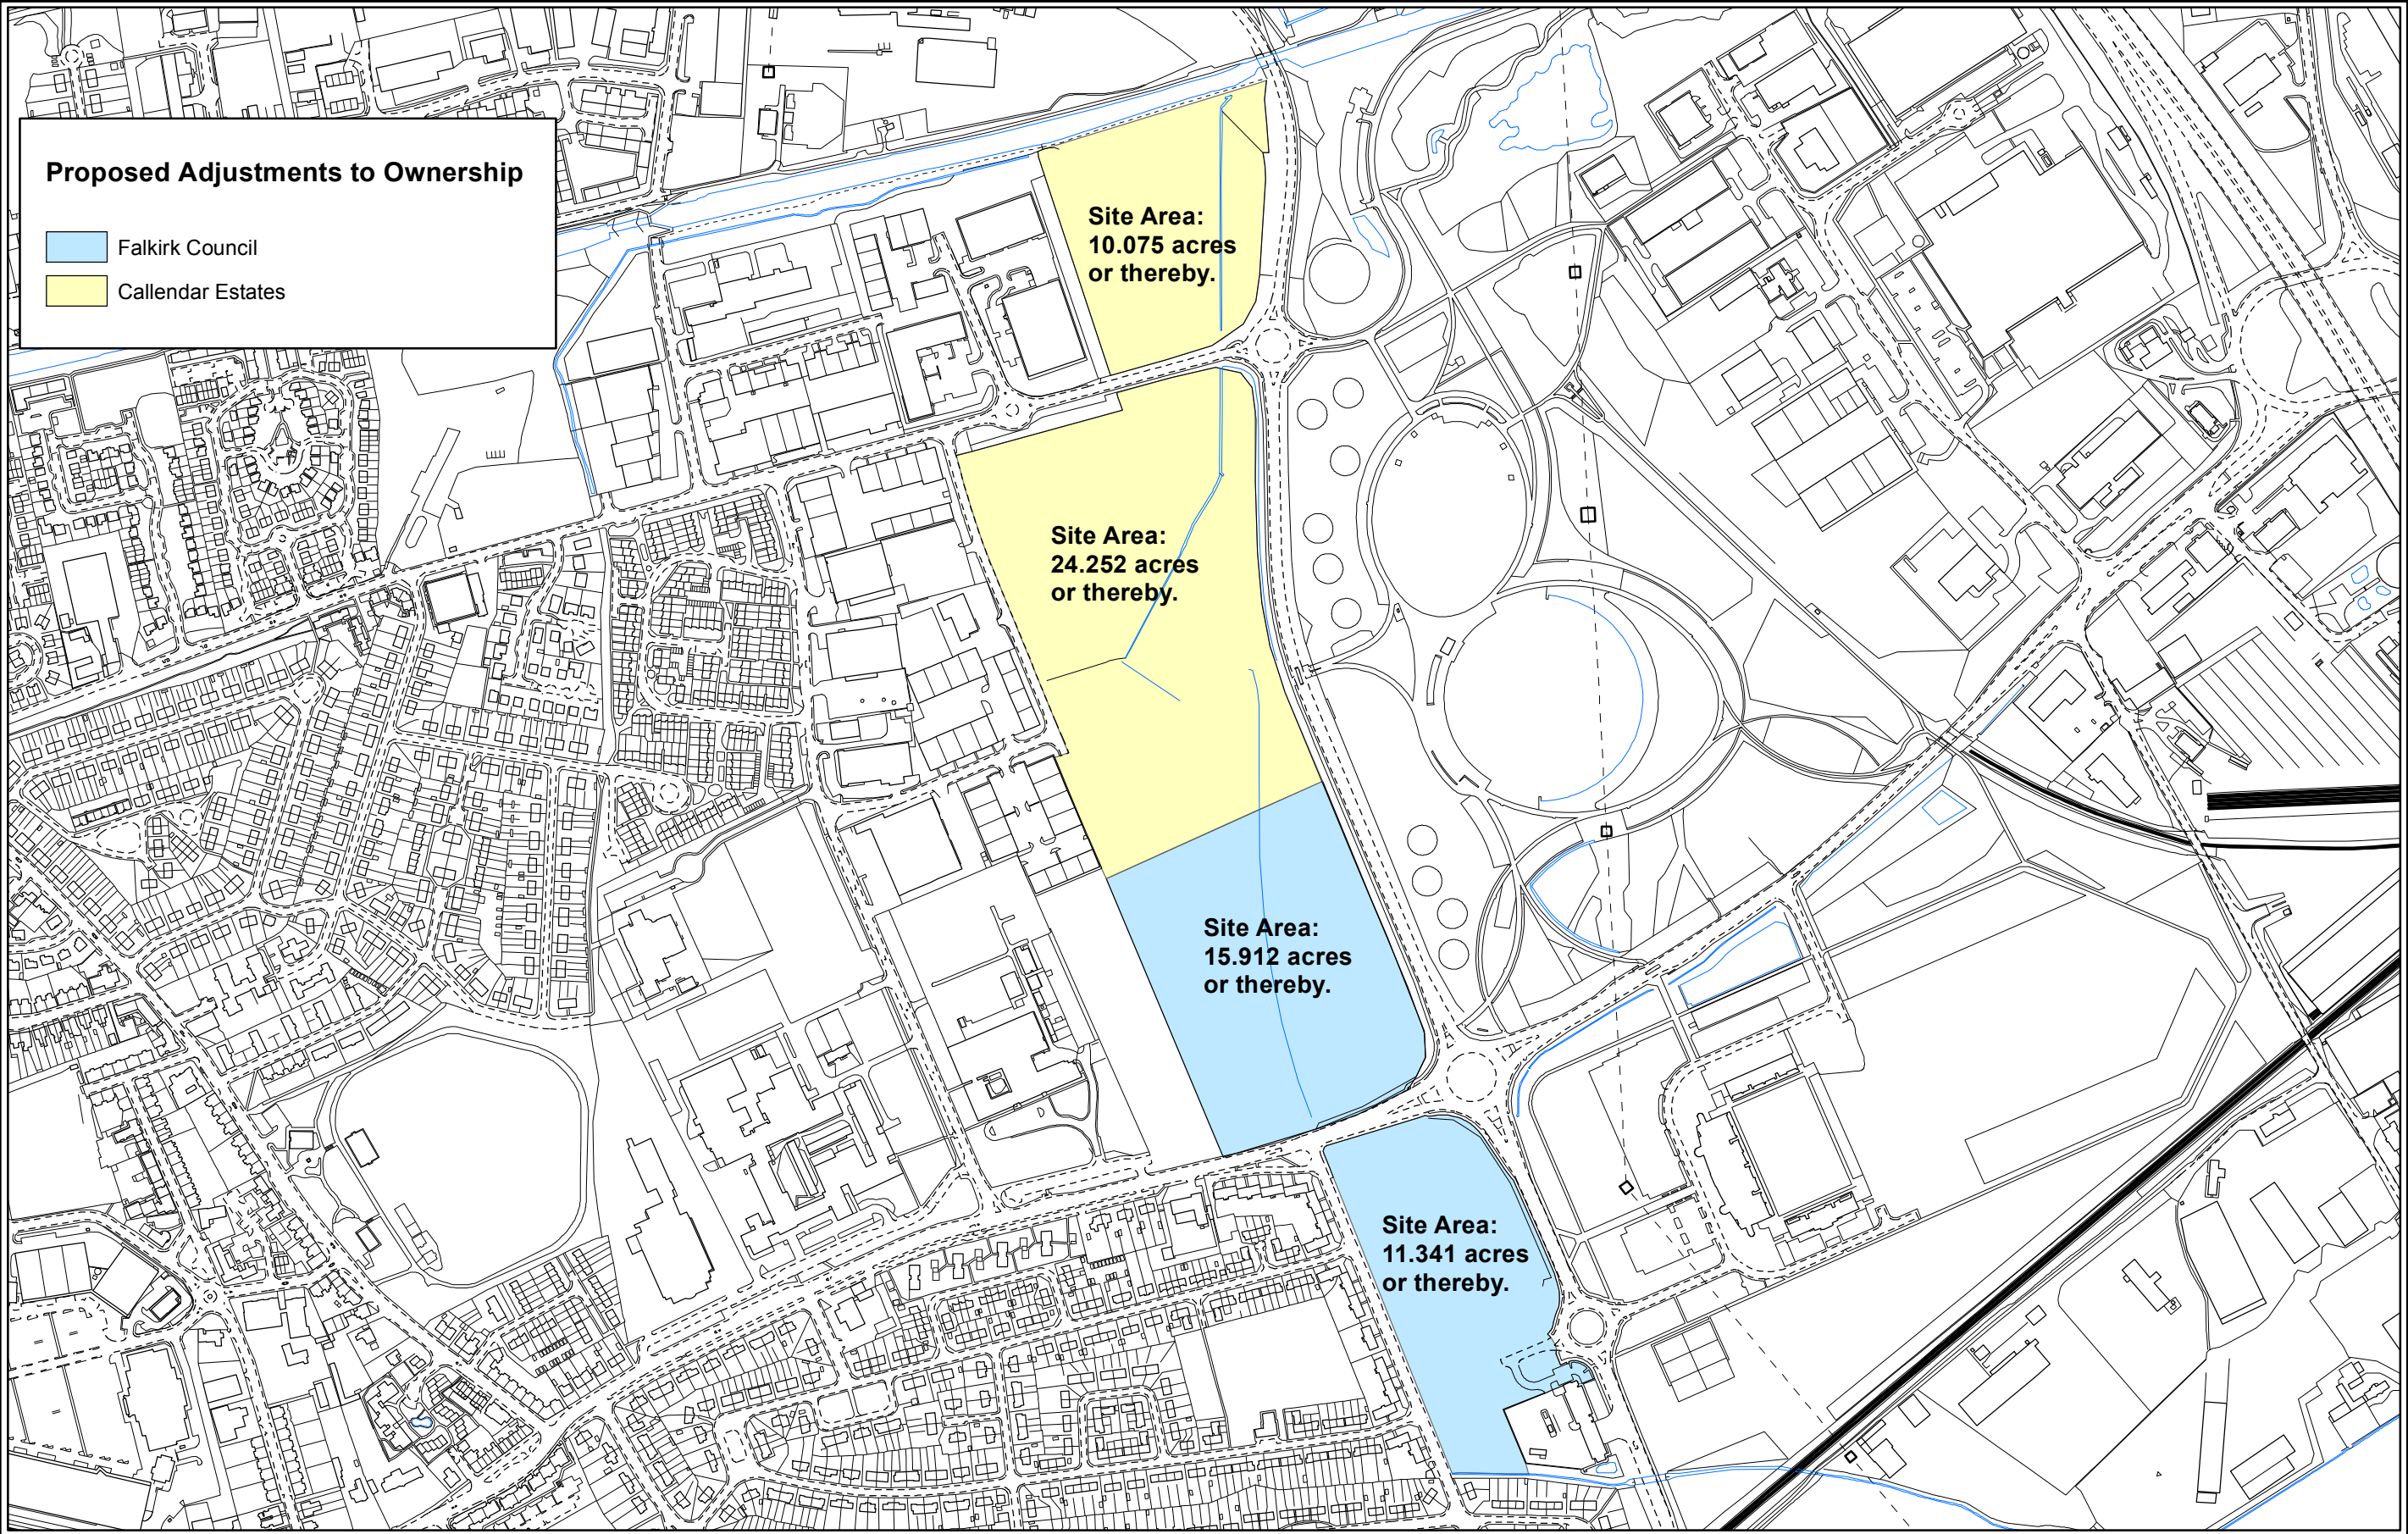 Proposed Adjustments to Ownership
Falkirk Council
Callendar Estates
Site Area:
10.075 acres
or thereby.
Site Area:
24.252 acres
or thereby.
Site Area:
15.912 acres
or thereby.
Site Area:
11.341 acres
or thereby.